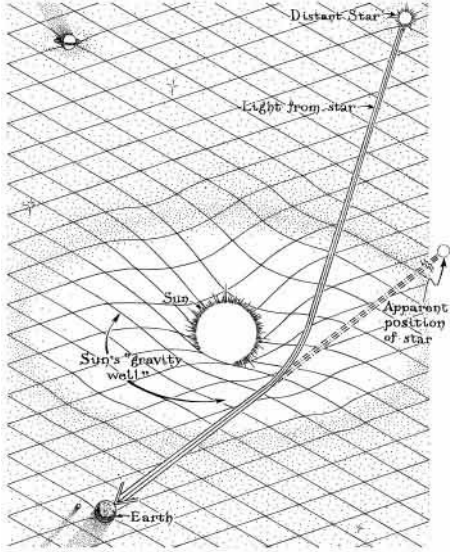 Distant Star
Light from star
Sun
Apparent
position
of star
Sun's "gravity
well"
Earth